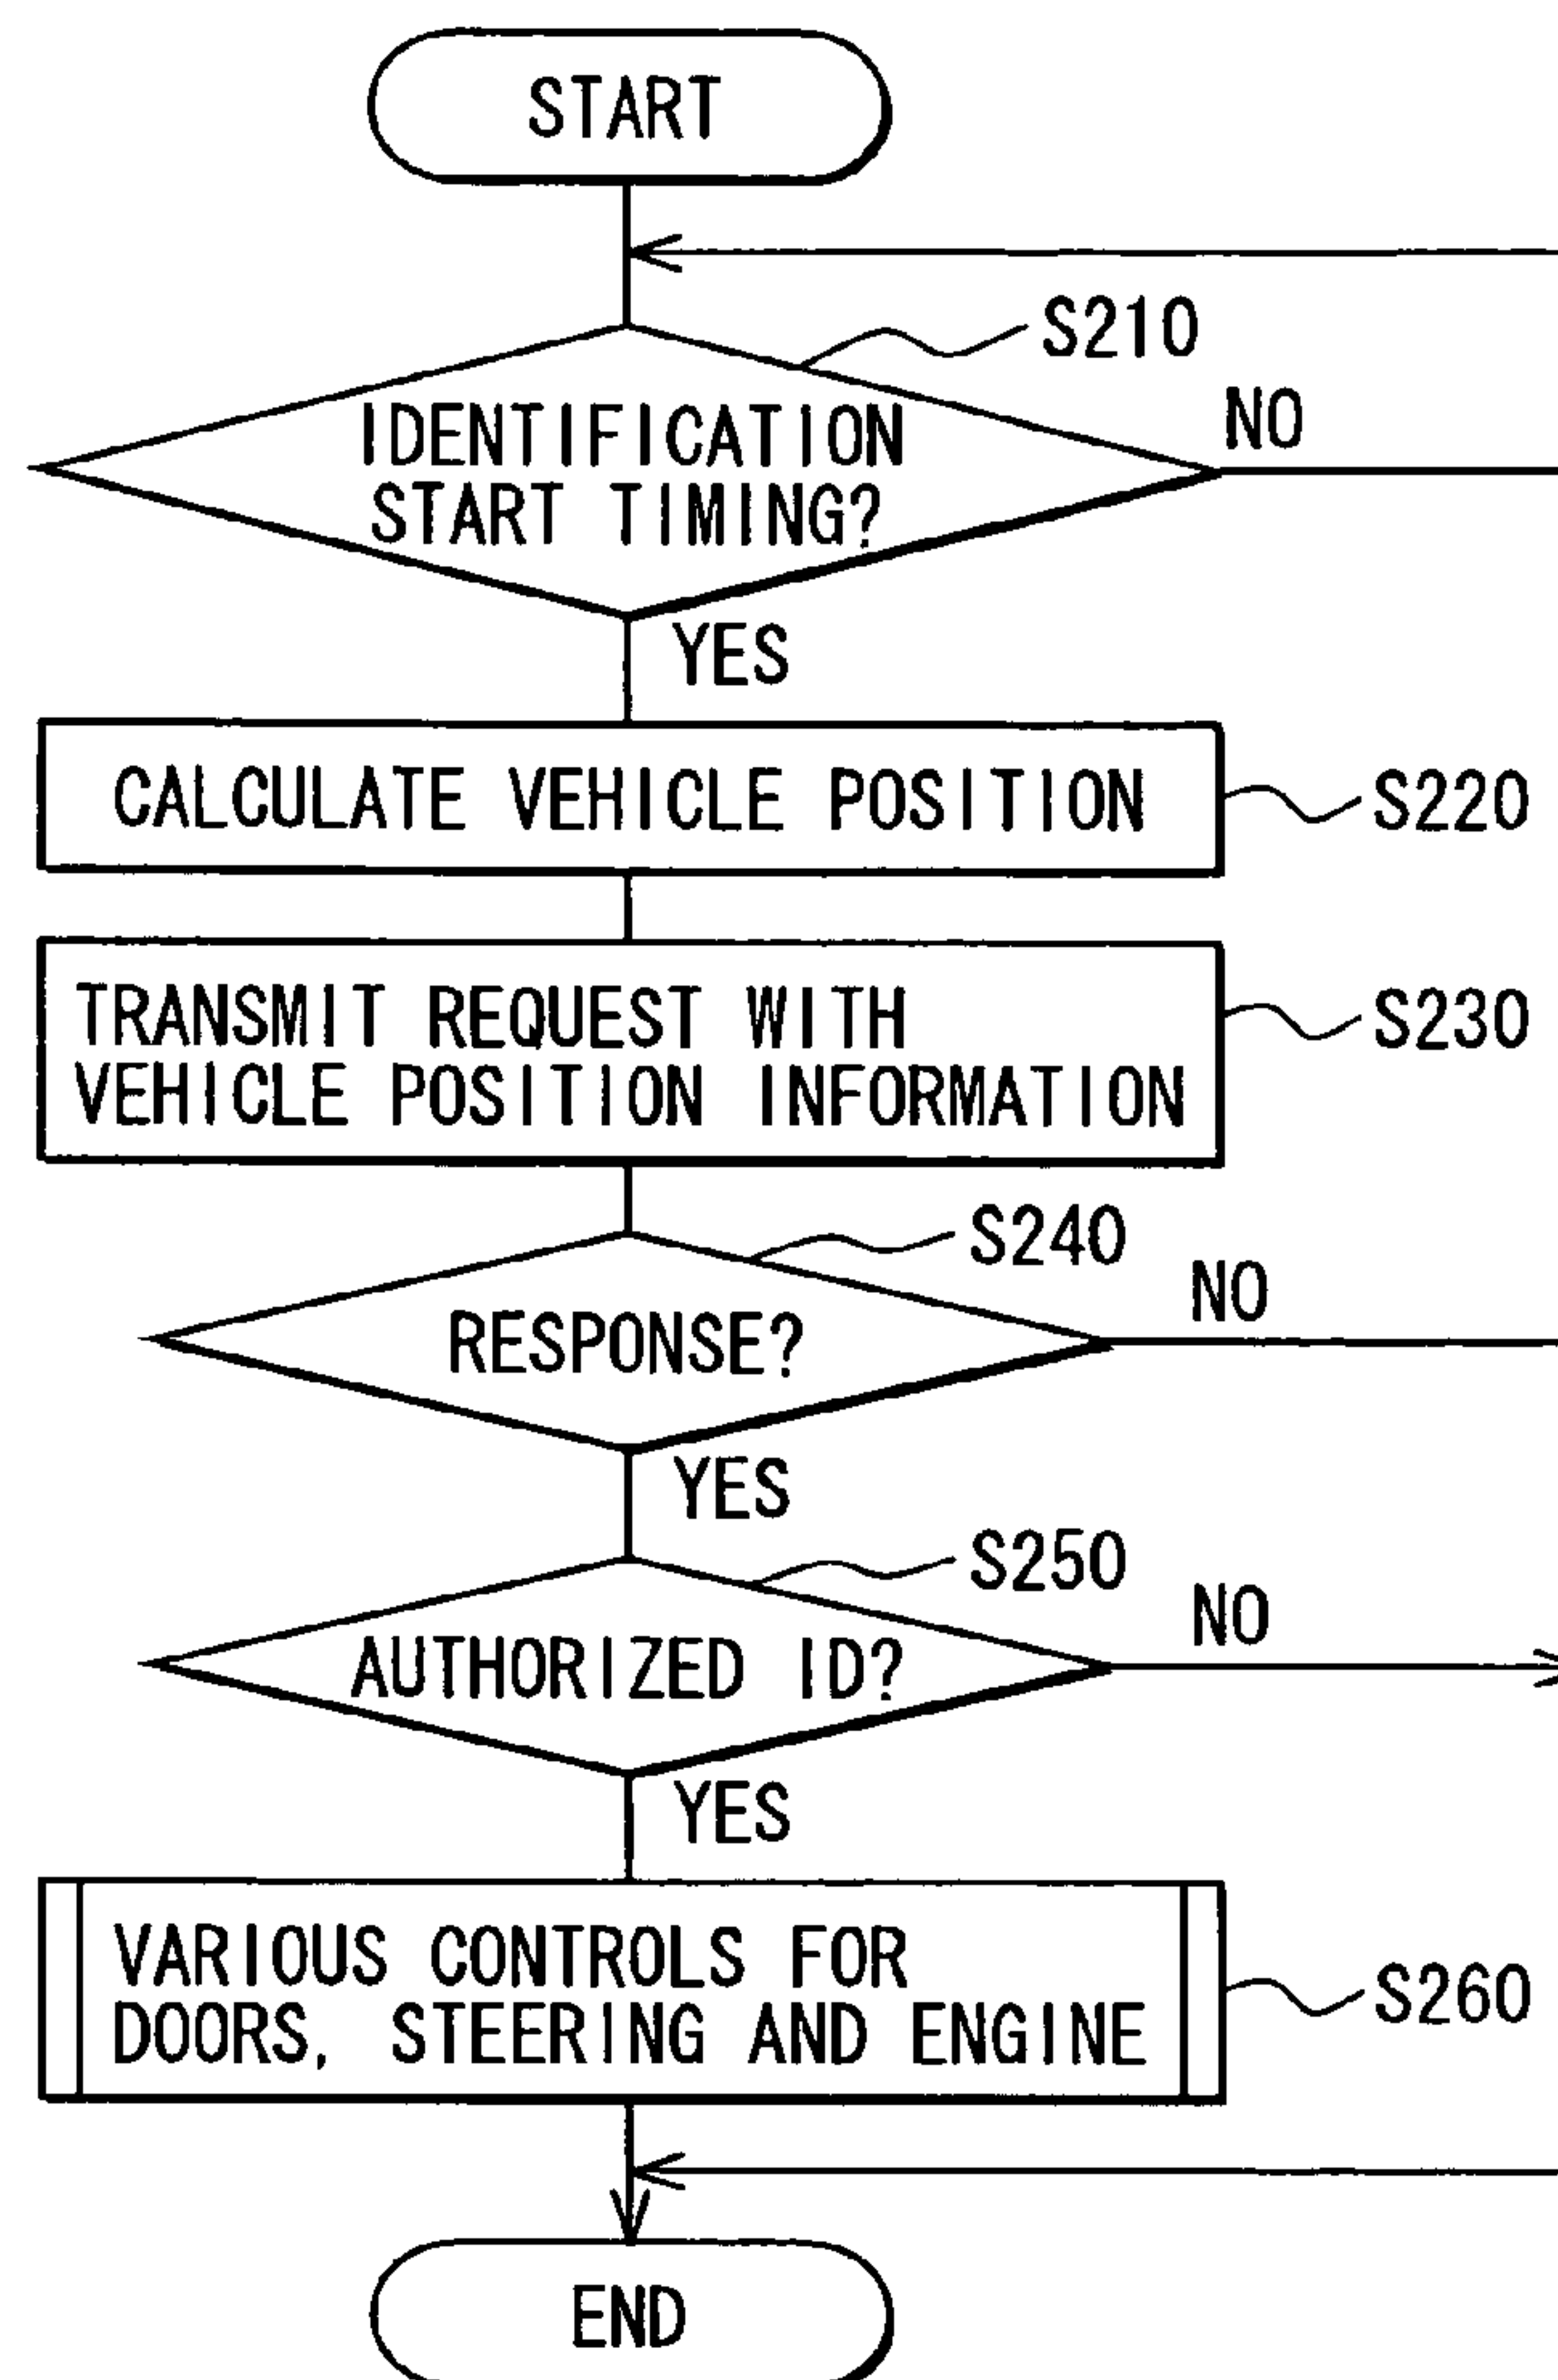 START
S210
IDENTIFICATION
START TIMING?
NO
YES
CALCULATE VEHICLE POSITION
S220
TRANSMIT REQUEST WITH
VEHICLE POSITION INFORMATION
S230
S240
RESPONSE?
NO
YES
S250
AUTHORIZED ID?
NO
YES
VARIOUS CONTROLS FOR
DOORS, STEERING AND ENGINE
S260
END